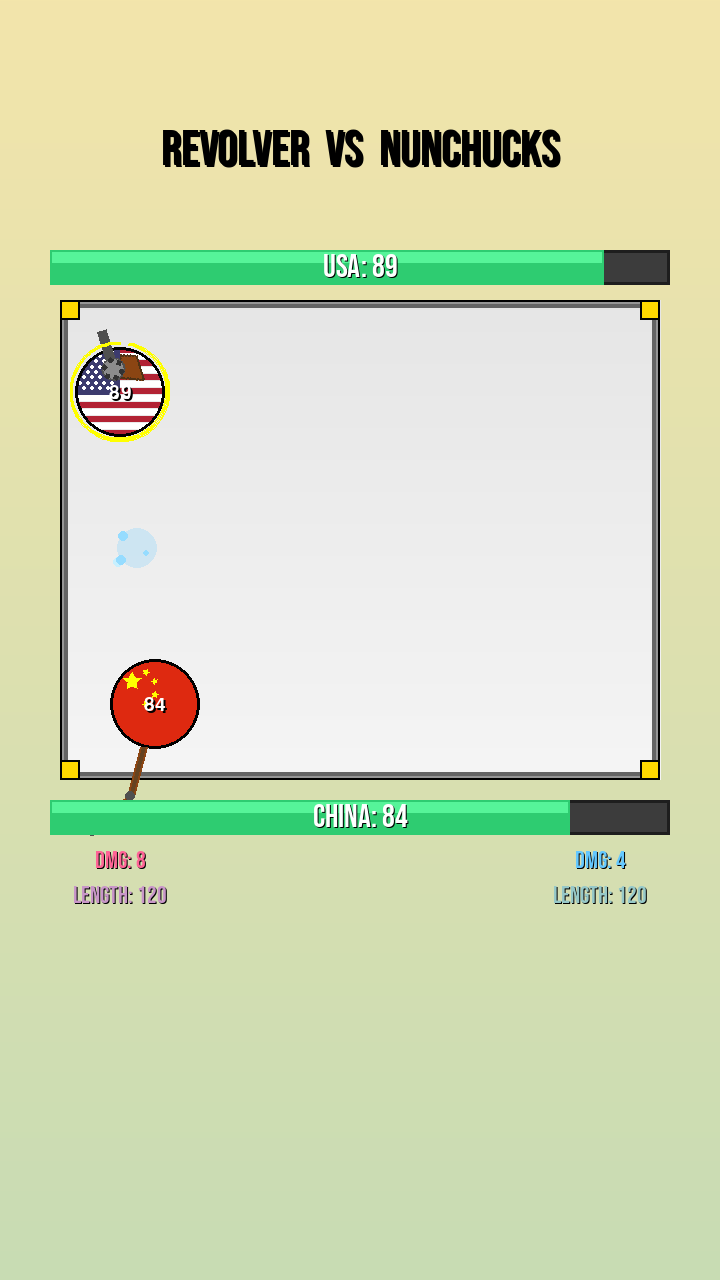 REVOLVER VS NUNCHUCKS
USA: 89
89
84
CHINA: 84
DMG: 8 DMG: 4
LENGTH: 120 LENGTH: 120